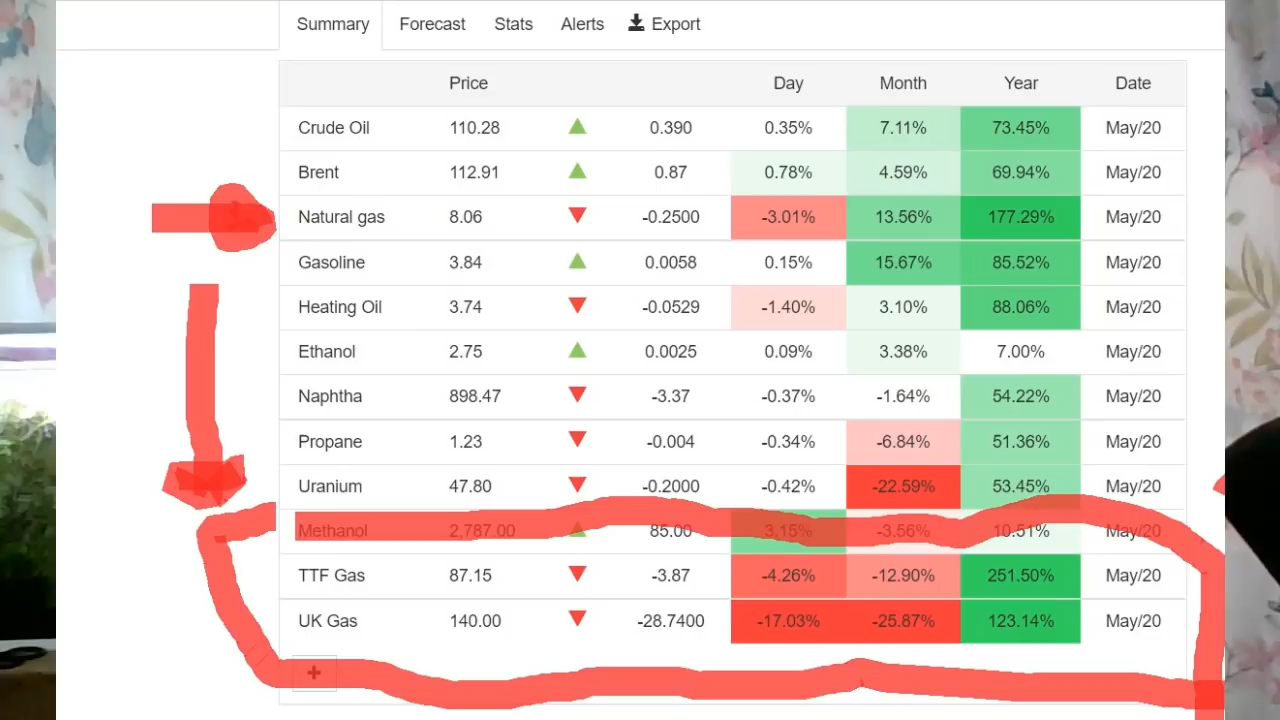 Summary Forecast Stats Alerts Export
Price Day Month Year Date
Crude Oil 110.28 0.390 0.35% 7.11% 73.45% May/20
Brent 112.91 0.87 0.78% 4.59% 69.94% May/20
Natural gas 8.06 -0.2500 -3.01% 13.56% 177.29% May/20
Gasoline 3.84 0.0058 0.15% 15.67% 85.52% May/20
Heating Oil 3.74 -0.0529 -1.40% 3.10% 88.06% May/20
Ethanol 2.75 0.0025 0.09% 3.38% 7.00% May/20
Naphtha 898.47 -3.37 -0.37% -1.64% 54.22% May/20
Propane 1.23 -0.004 -0.34% -6.84% 51.36% May/20
Uranium 47.80 -0.2000 -0.42% -22.59% 53.45% May/20
Methanol 2,787.00 85.00 3.15% -3.56% 10.51% May/20
TTF Gas 87.15 -3.87 -4.26% -12.90% 251.50% May/20
UK Gas 140.00 -28.7400 -17.03% -25.87% 123.14% May/20
+